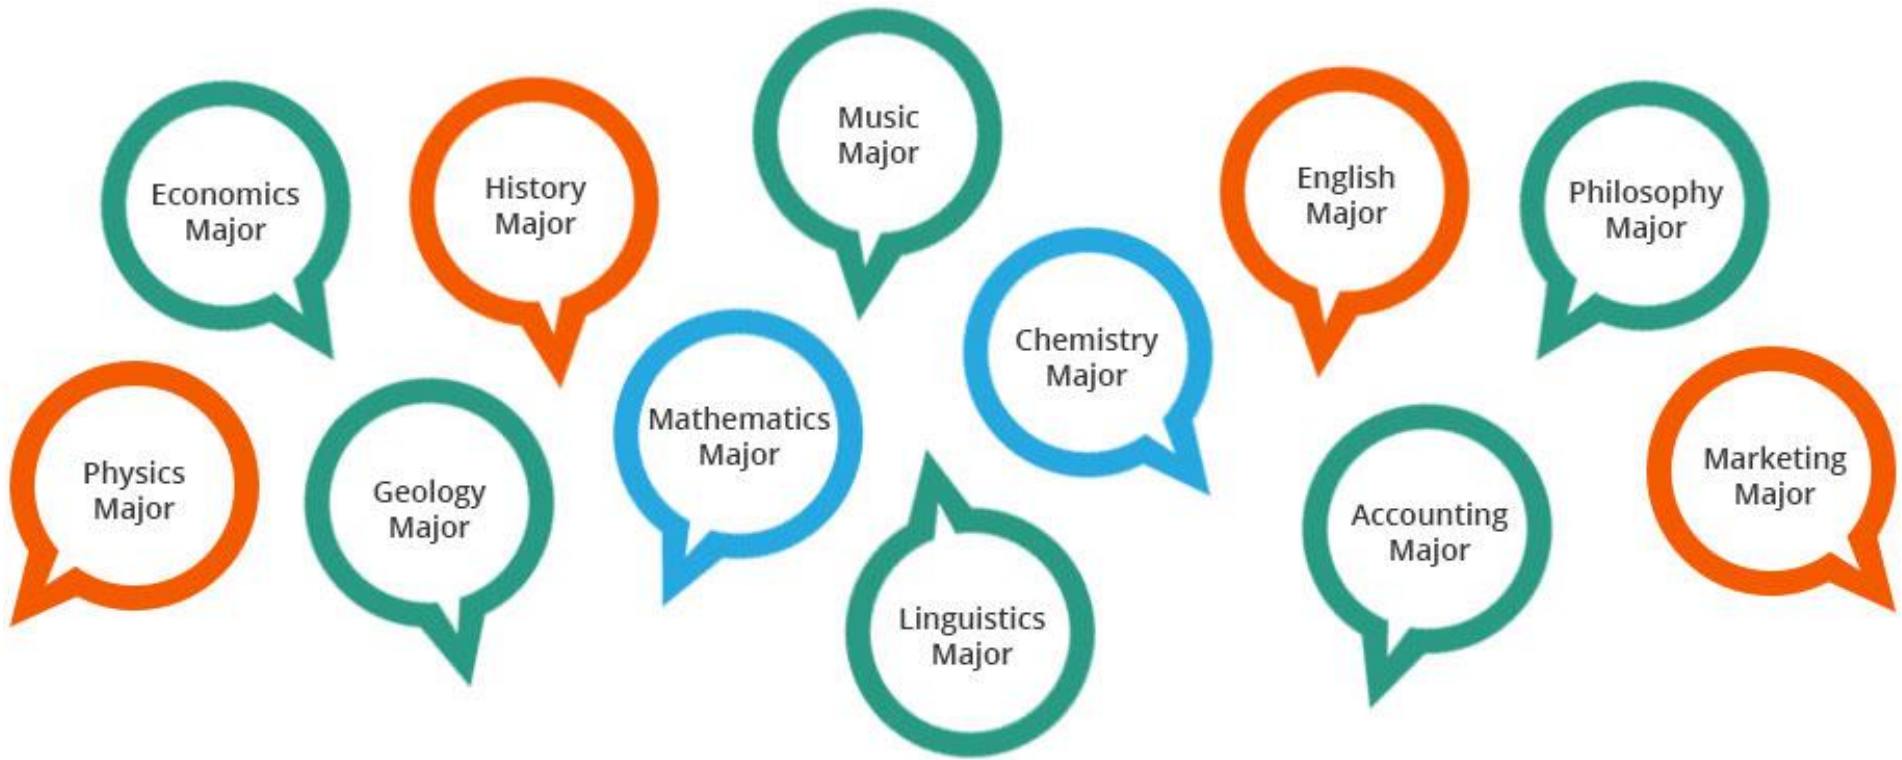 Economics
Major
History
Major
Music
Major
English
Major
Philosophy
Major
Physics
Major
Geology
Major
Mathematics
Major
Chemistry
Major
Linguistics
Major
Accounting
Major
Marketing
Major